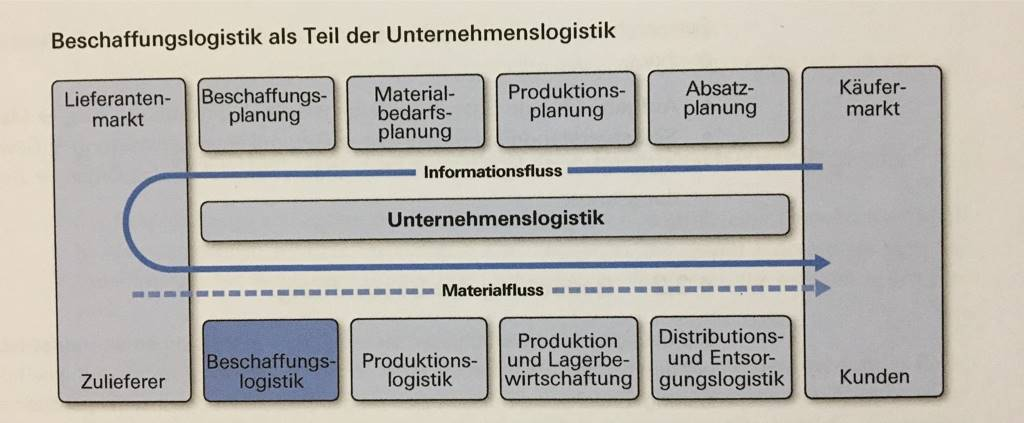 Beschaffungslogistik als Teil der Unternehmenslogistik
Lieferanten-
markt
Beschaffungs-
planung
Material-
bedarfs-
planung
Produktions-
planung
Absatz-
planung
Käufer-
markt
Informationsfluss
Unternehmenslogistik
Materialfluss
Zulieferer
Beschaffungs-
logistik
Produktions-
logistik
Produktion
und Lagerbe-
wirtschaftung
Distributions-
und Entsor-
gungslogistik
Kunden